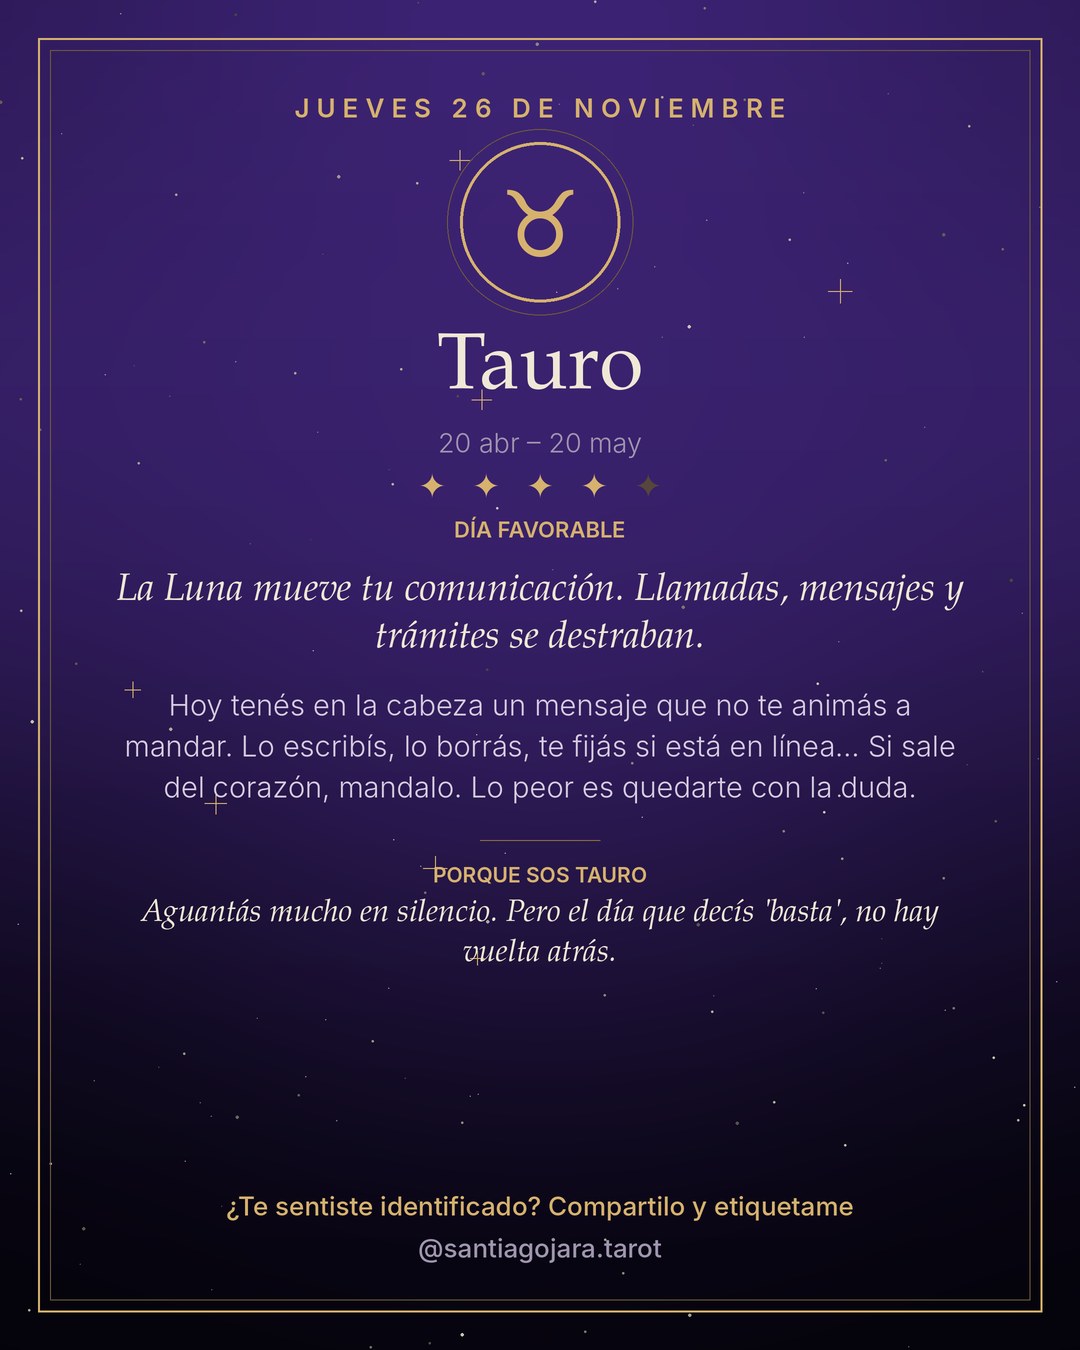 JUEVES 26 DE NOVIEMBRE
Tauro
20 abr – 20 may
DÍA FAVORABLE
La Luna mueve tu comunicación. Llamadas, mensajes y
trámites se destraban.
Hoy tenés en la cabeza un mensaje que no te animás a
mandar. Lo escribís, lo borrás, te fijás si está en línea... Si sale
del corazón, mandalo. Lo peor es quedarte con la duda.
PORQUE SOS TAURO
Aguantás mucho en silencio. Pero el día que decís 'basta', no hay
vuelta atrás.
¿Te sentiste identificado? Compartilo y etiquetame
@santiagojara.tarot